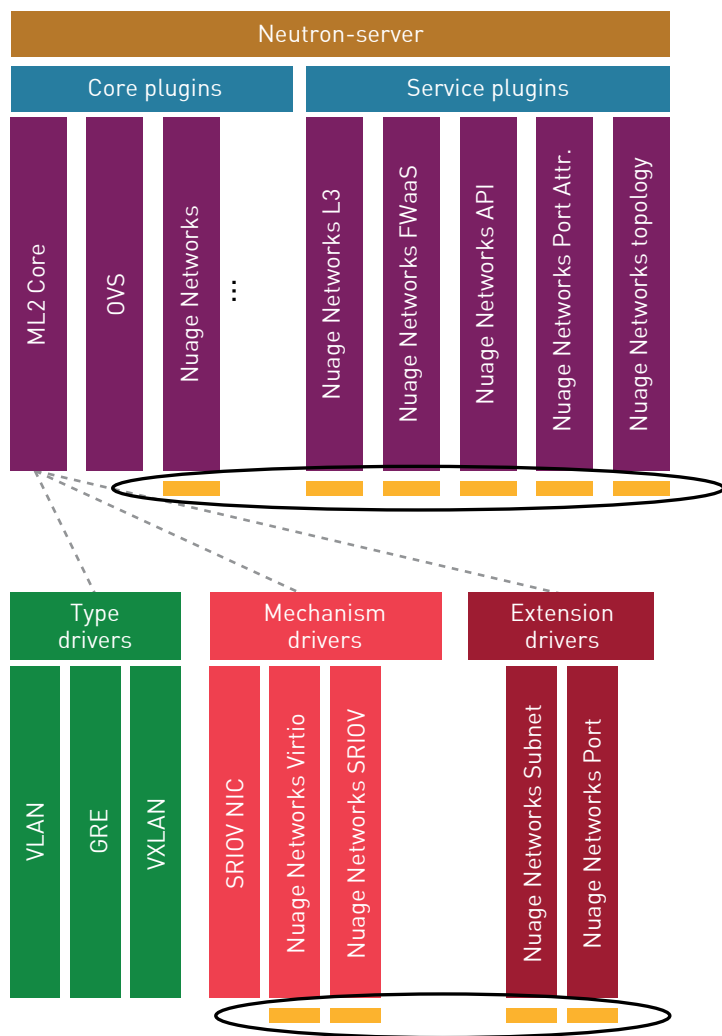 Neutron-server
Core plugins
Service plugins
ML2 Core
OVS
Nuage Networks
...
Nuage Networks L3
Nuage Networks FWaaS
Nuage Networks API
Nuage Networks Port Attr.
Nuage Networks topology
Type
drivers
Mechanism
drivers
Extension
drivers
VLAN
GRE
VXLAN
SRIOV NIC
Nuage Networks Virtio
Nuage Networks SRIOV
Nuage Networks Subnet
Nuage Networks Port